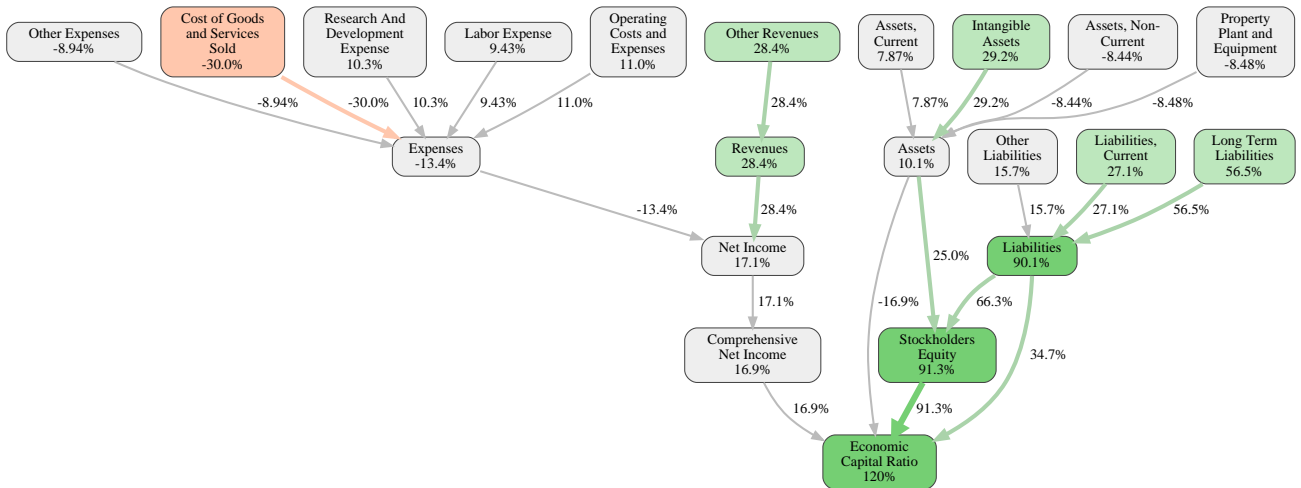 Other Expenses
-8.94%
Cost of Goods
and Services
Sold
-30.0%
Research And
Development
Expense
10.3%
Labor Expense
9.43%
Operating
Costs and
Expenses
11.0%
Other Revenues
28.4%
Assets,
Current
7.87%
Intangible
Assets
29.2%
Assets, Non-
Current
-8.44%
Property
Plant and
Equipment
-8.48%
-8.94%
-30.0%
10.3%
9.43%
11.0%
28.4%
7.87%
29.2%
-8.44%
-8.48%
Expenses
-13.4%
Revenues
28.4%
Assets
10.1%
Other
Liabilities
15.7%
Liabilities,
Current
27.1%
Long Term
Liabilities
56.5%
-13.4%
28.4%
15.7%
27.1%
56.5%
Net Income
17.1%
25.0%
Liabilities
90.1%
17.1%
-16.9%
66.3%
Comprehensive
Net Income
16.9%
Stockholders
Equity
91.3%
34.7%
16.9%
91.3%
Economic
Capital Ratio
120%